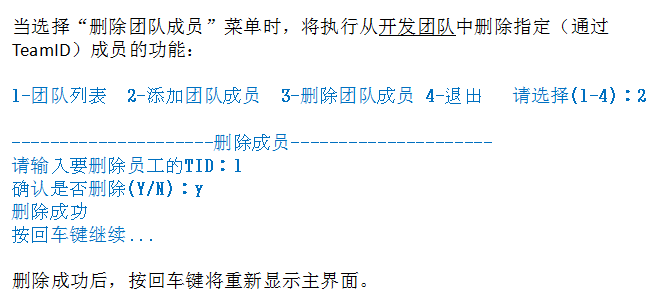 当选择“删除团队成员”菜单时，将执行从开发团队中删除指定（通过
TeamID）成员的功能：
1-团队列表 2-添加团队成员 3-删除团队成员 4-退出 请选择(1-4)：2
---------------------删除成员---------------------
请输入要删除员工的TID：1
确认是否删除(Y/N)：y
删除成功
按回车键继续...
删除成功后，按回车键将重新显示主界面。